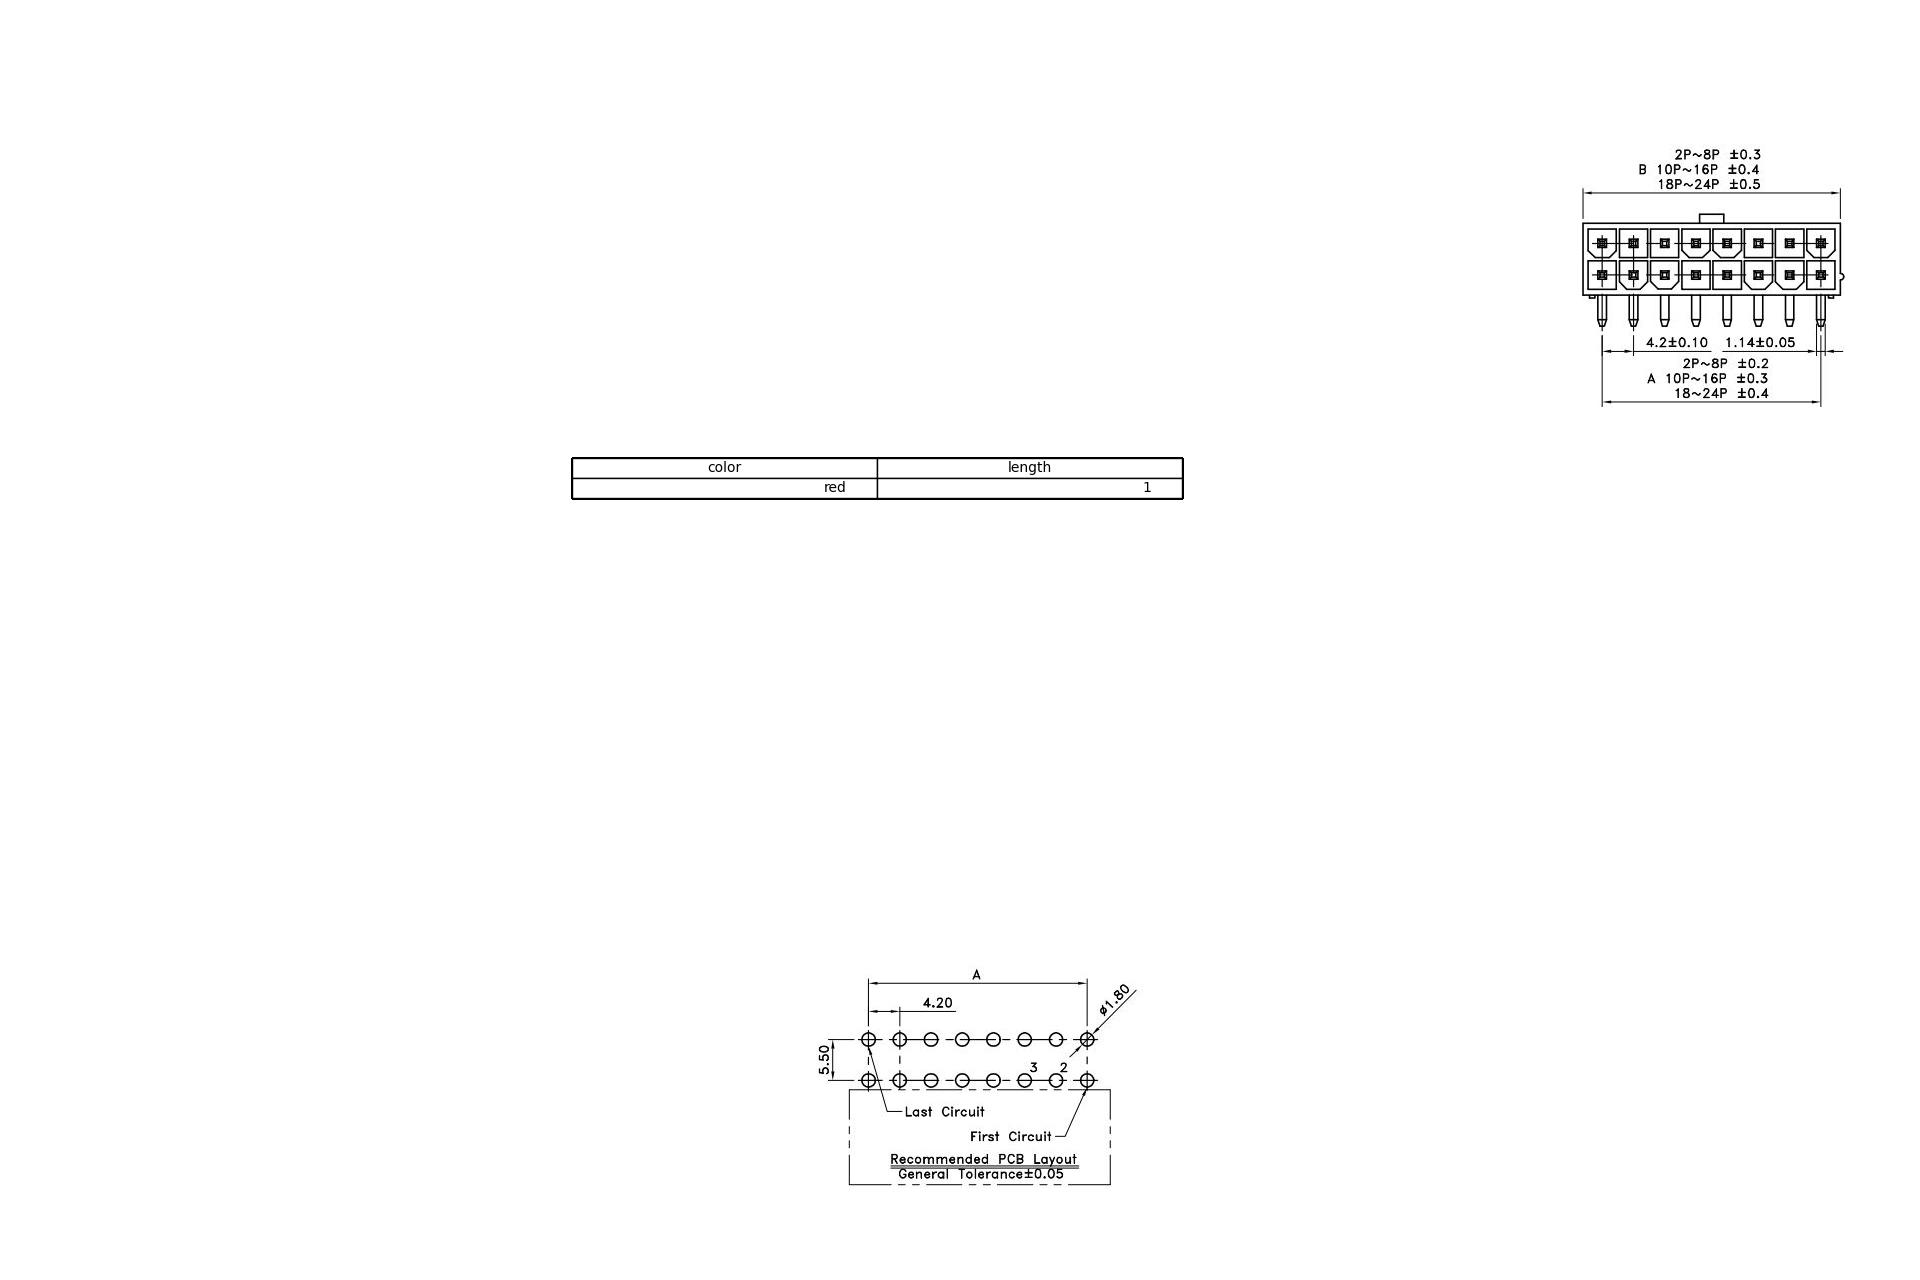 2P~8P ±0.3
B 10P~16P ±0.4
18P~24P ±0.5
4.2±0.10 1.14±0.05
2P~8P ±0.2
A 10P~16P ±0.3
18~24P ±0.4
color length
red 1
A
4.20
ø1.80
5.50
3 2
Last Circuit
First Circuit
Recommended PCB Layout
General Tolerance±0.05